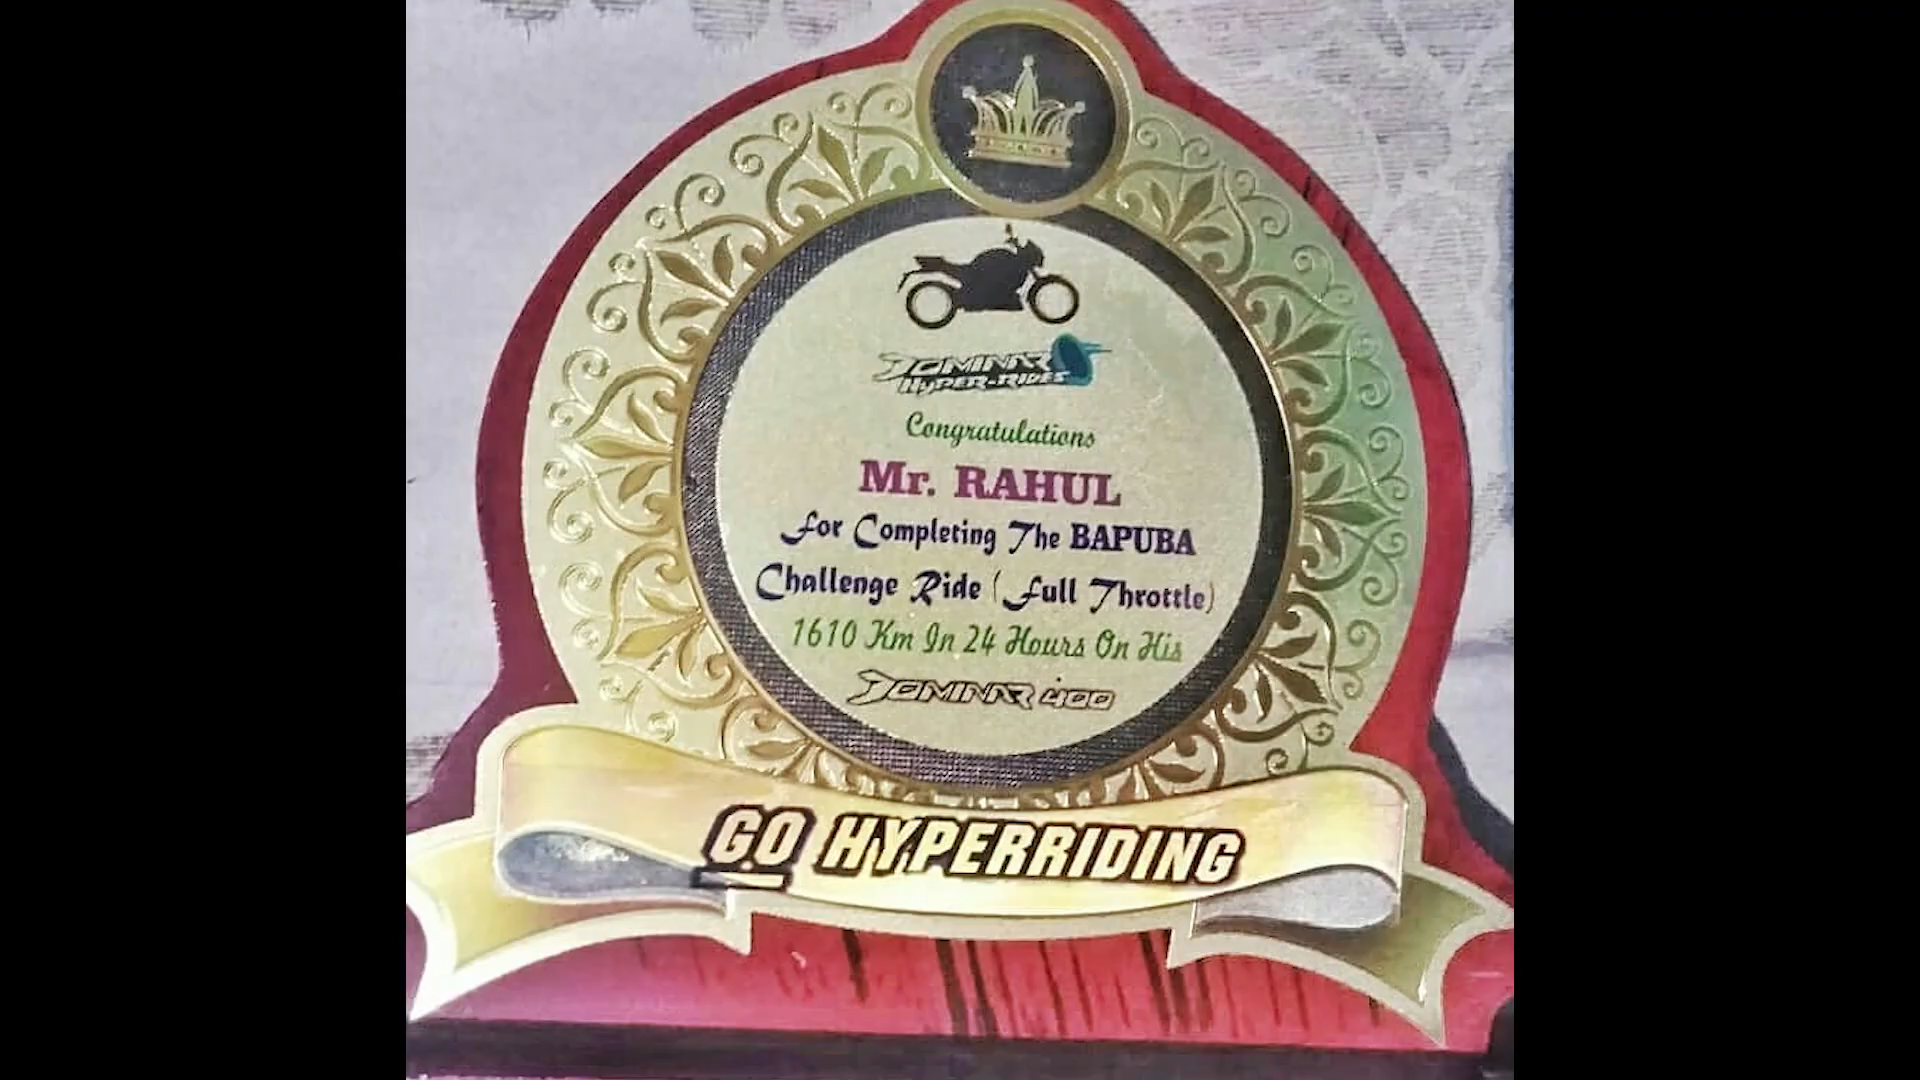 DOMINAR
HYPER-RIDES
Congratulations
Mr. RAHUL
For Completing The BAPUBA
Challenge Ride (Full Throttle)
1610 Km In 24 Hours On His
DOMINAR 400
GO HYPERRIDING